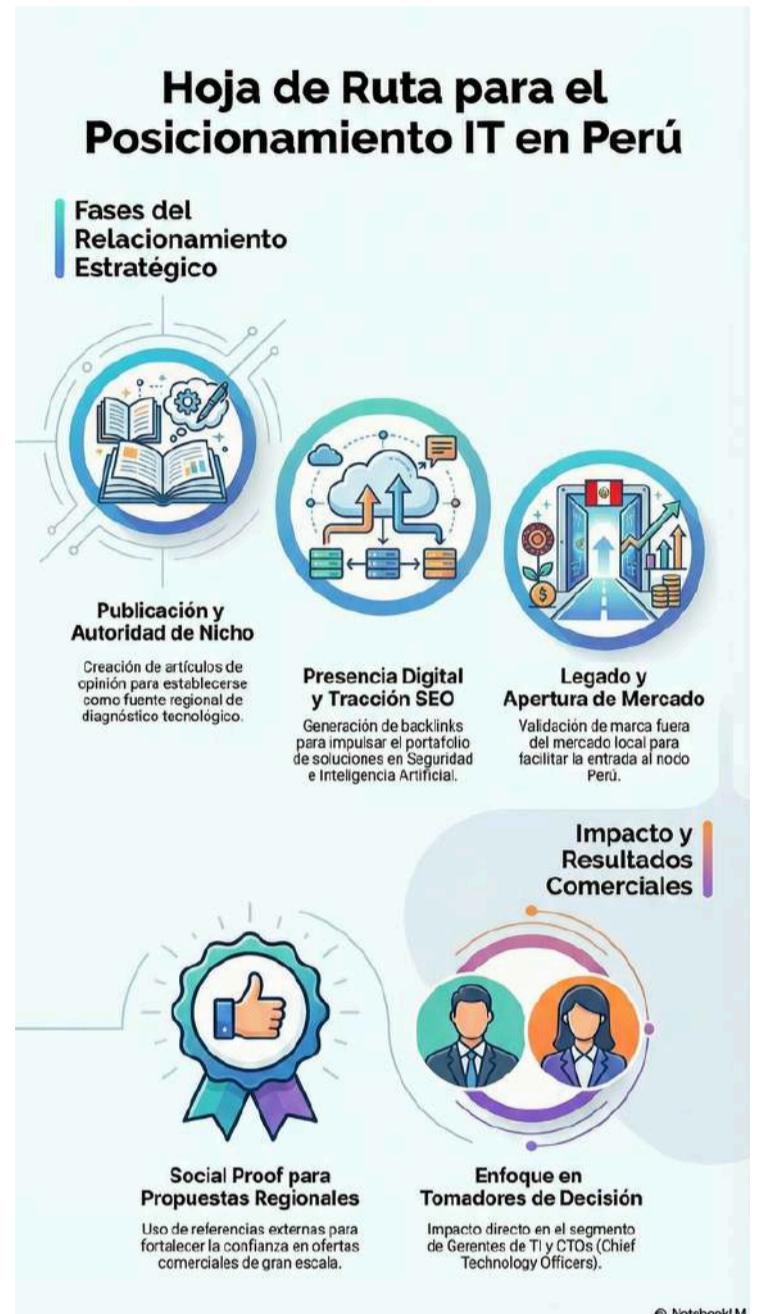 Hoja de Ruta para el
Posicionamiento IT en Perú
Fases del
Relacionamiento
Estratégico
Publicación y
Autoridad de Nicho
Creación de artículos de
opinión para establecerse
como fuente regional de
diagnóstico tecnológico.
Presencia Digital
y Tracción SEO
Generación de backlinks
para impulsar el portafolio
de soluciones en Seguridad
e Inteligencia Artificial.
Legado y
Apertura de Mercado
Validación de marca fuera
del mercado local para
facilitar la entrada al nodo
Perú.
Impacto y
Resultados
Comerciales
Social Proof para
Propuestas Regionales
Uso de referencias externas para
fortalecer la confianza en ofertas
comerciales de gran escala.
Enfoque en
Tomadores de Decisión
Impacto directo en el segmento
de Gerentes de TI y CTOs (Chief
Technology Officers).
NotebookLM